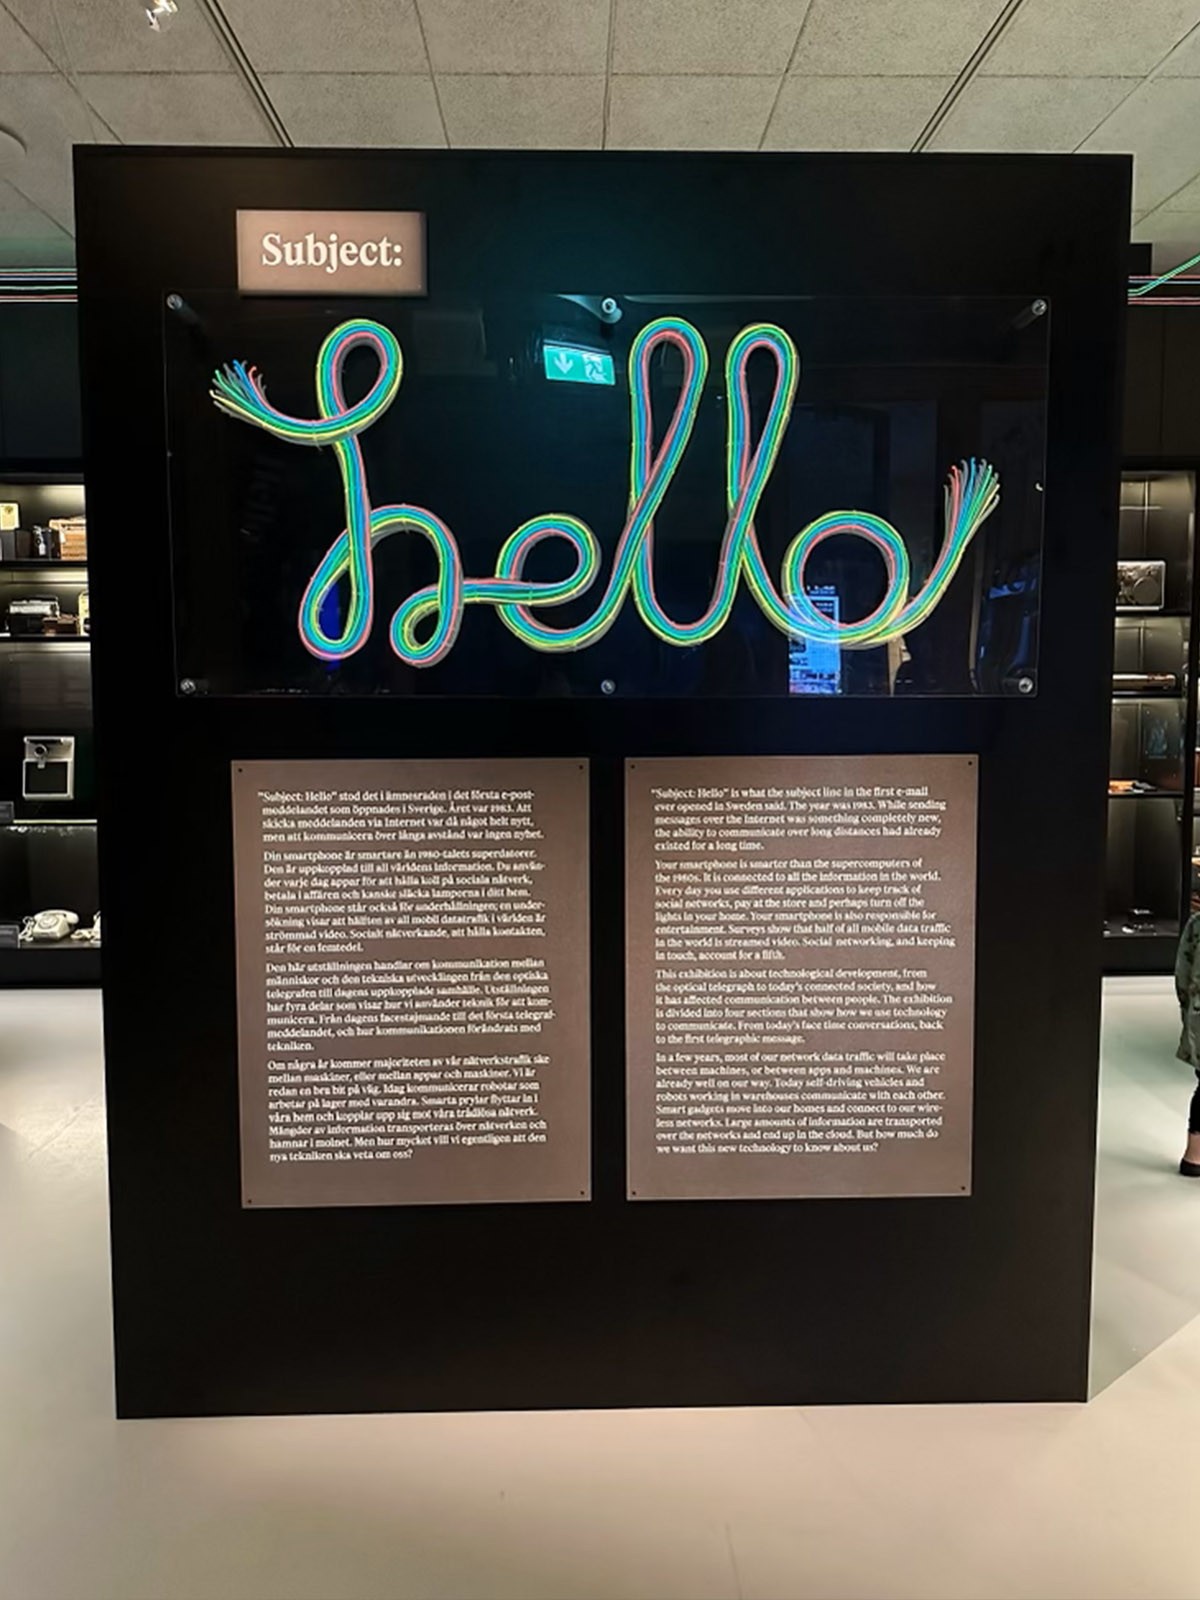 Subject:
hello
"Subject: Hello" stod det i ämnesraden i det första e-post-
meddelandet som öppnades i Sverige. Året var 1983. Att
skicka meddelanden via Internet var då något helt nytt,
men att kommunicera över långa avstånd var ingen nyhet.
Din smartphone är smartare än 1980-talets superdatorer.
Den är uppkopplad till all världens information. Du använ-
der varje dag appar för att hålla koll på sociala nätverk,
betala i affären och kanske släcka lamporna i ditt hem.
Din smartphone står också för underhållningen; en under-
sökning visar att hälften av all mobil datatrafik i världen är
strömmad video. Socialt nätverkande, att hålla kontakten,
står för en femtedel.
Den här utställningen handlar om kommunikation mellan
människor och den tekniska utvecklingen från den optiska
telegrafen till dagens uppkopplade samhälle. Utställningen
har fyra delar som visar hur vi använder teknik för att kom-
municera. Från dagens facestajmande till det första telegraf-
meddelandet, och hur kommunikationen förändrats med
tekniken.
Om några år kommer majoriteten av vår nätverkstrafik ske
mellan maskiner, eller mellan appar och maskiner. Vi är
redan en bra bit på väg. Idag kommunicerar robotar som
arbetar på lager med varandra. Smarta prylar flyttar in i
våra hem och kopplar upp sig mot våra trådlösa nätverk.
Mängder av information transporteras över nätverken och
hamnar i molnet. Men hur mycket vill vi egentligen att den
nya tekniken ska veta om oss?
"Subject: Hello" is what the subject line in the first e-mail
ever opened in Sweden said. The year was 1983. While sending
messages over the Internet was something completely new,
the ability to communicate over long distances had already
existed for a long time.
Your smartphone is smarter than the supercomputers of
the 1980s. It is connected to all the information in the world.
Every day you use different applications to keep track of
social networks, pay at the store and perhaps turn off the
lights in your home. Your smartphone is also responsible for
entertainment. Surveys show that half of all mobile data traffic
in the world is streamed video. Social networking, and keeping
in touch, account for a fifth.
This exhibition is about technological development, from
the optical telegraph to today's connected society, and how
it has affected communication between people. The exhibition
is divided into four sections that show how we use technology
to communicate. From today's face time conversations, back
to the first telegraphic message.
In a few years, most of our network data traffic will take place
between machines, or between apps and machines. We are
already well on our way. Today self-driving vehicles and
robots working in warehouses communicate with each other.
Smart gadgets move into our homes and connect to our wire-
less networks. Large amounts of information are transported
over the networks and end up in the cloud. But how much do
we want this new technology to know about us?